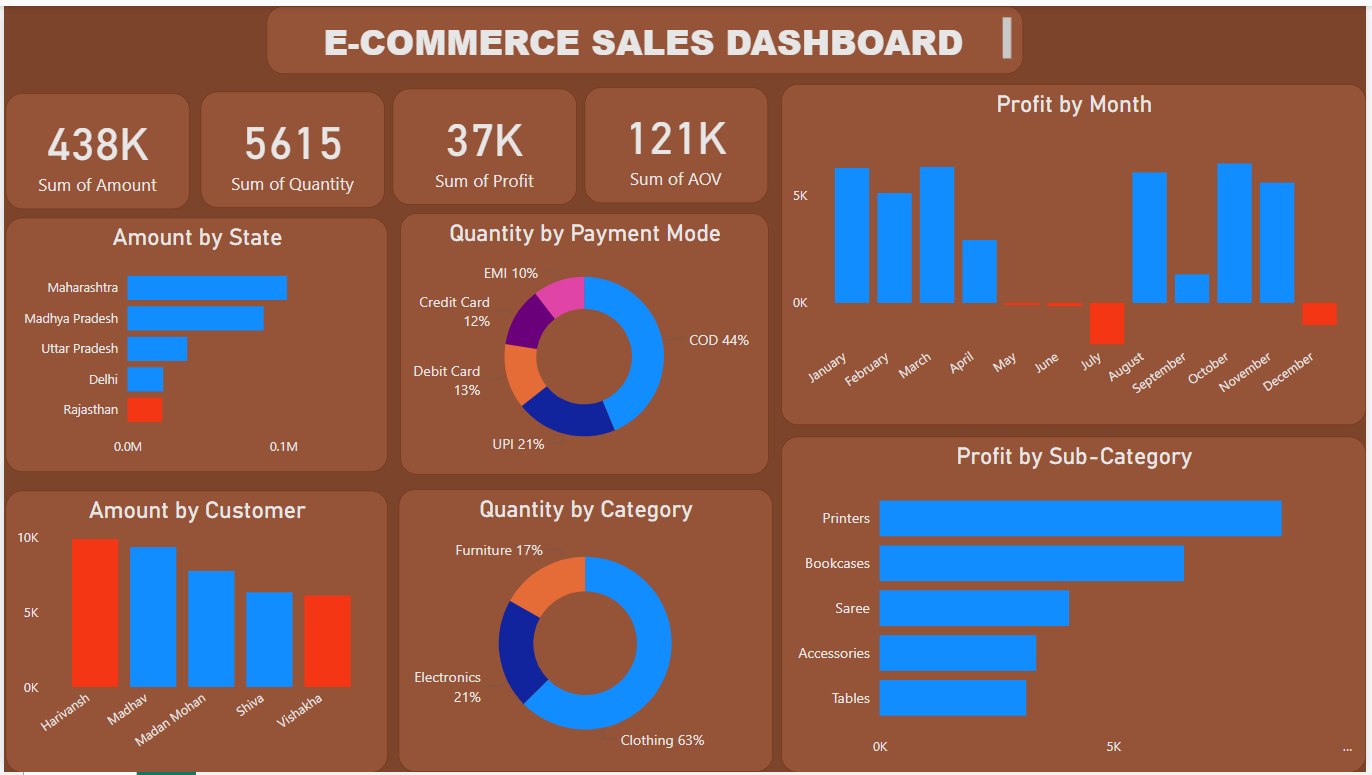 E-COMMERCE SALES DASHBOARD
438K
Sum of Amount
5615
Sum of Quantity
37K
Sum of Profit
121K
Sum of AOV
Profit by Month
5K
0K
January
February
March
April
May
June
July
August
September
October
November
December
Amount by State
Maharashtra
Madhya Pradesh
Uttar Pradesh
Delhi
Rajasthan
0.0M
0.1M
Quantity by Payment Mode
EMI 10%
Credit Card
12%
Debit Card
13%
UPI 21%
COD 44%
Profit by Sub-Category
Printers
Bookcases
Saree
Accessories
Tables
0K
5K
...
Amount by Customer
10K
5K
0K
Harivansh
Madhav
Madan Mohan
Shiva
Vishakha
Quantity by Category
Furniture 17%
Electronics
21%
Clothing 63%